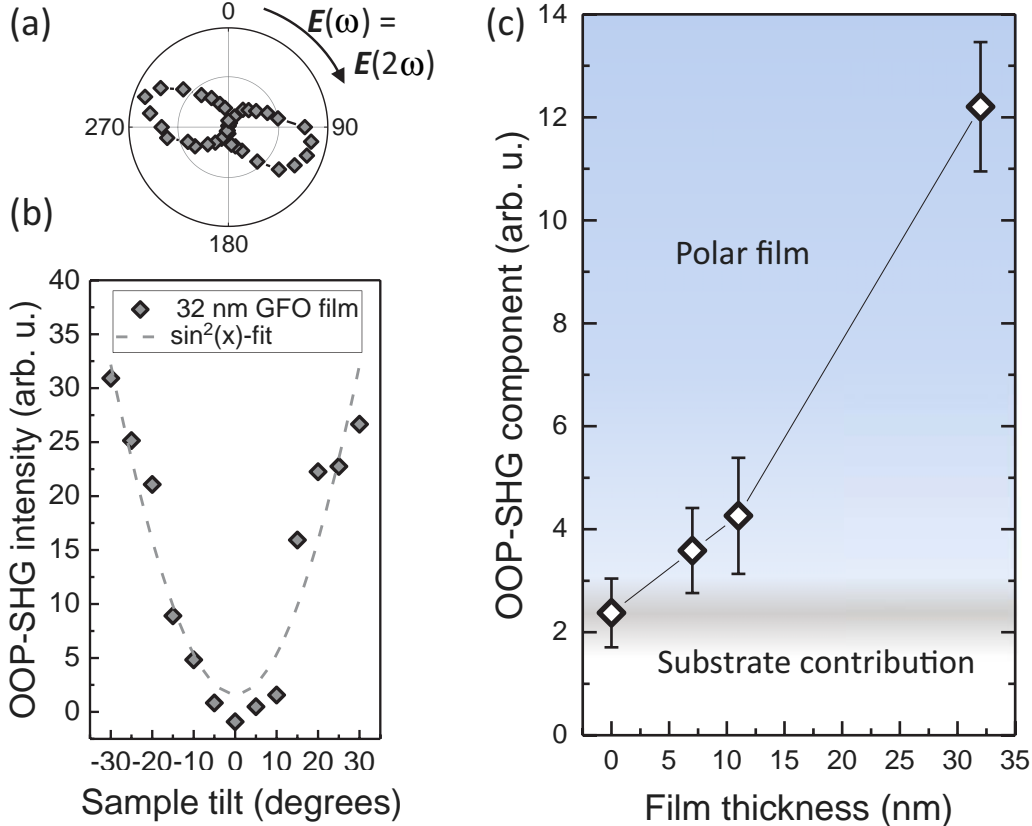 (a)
0
E(ω) =
E(2ω)
270
90
180
(b)
40
35
30
25
20
15
10
5
0
OOP-SHG intensity (arb. u.)
32 nm GFO film
sin²(x)-fit
-30 -20 -10 0 10 20 30
Sample tilt (degrees)
(c)
14
12
10
8
6
4
2
0
OOP-SHG component (arb. u.)
Polar film
Substrate contribution
0 5 10 15 20 25 30 35
Film thickness (nm)